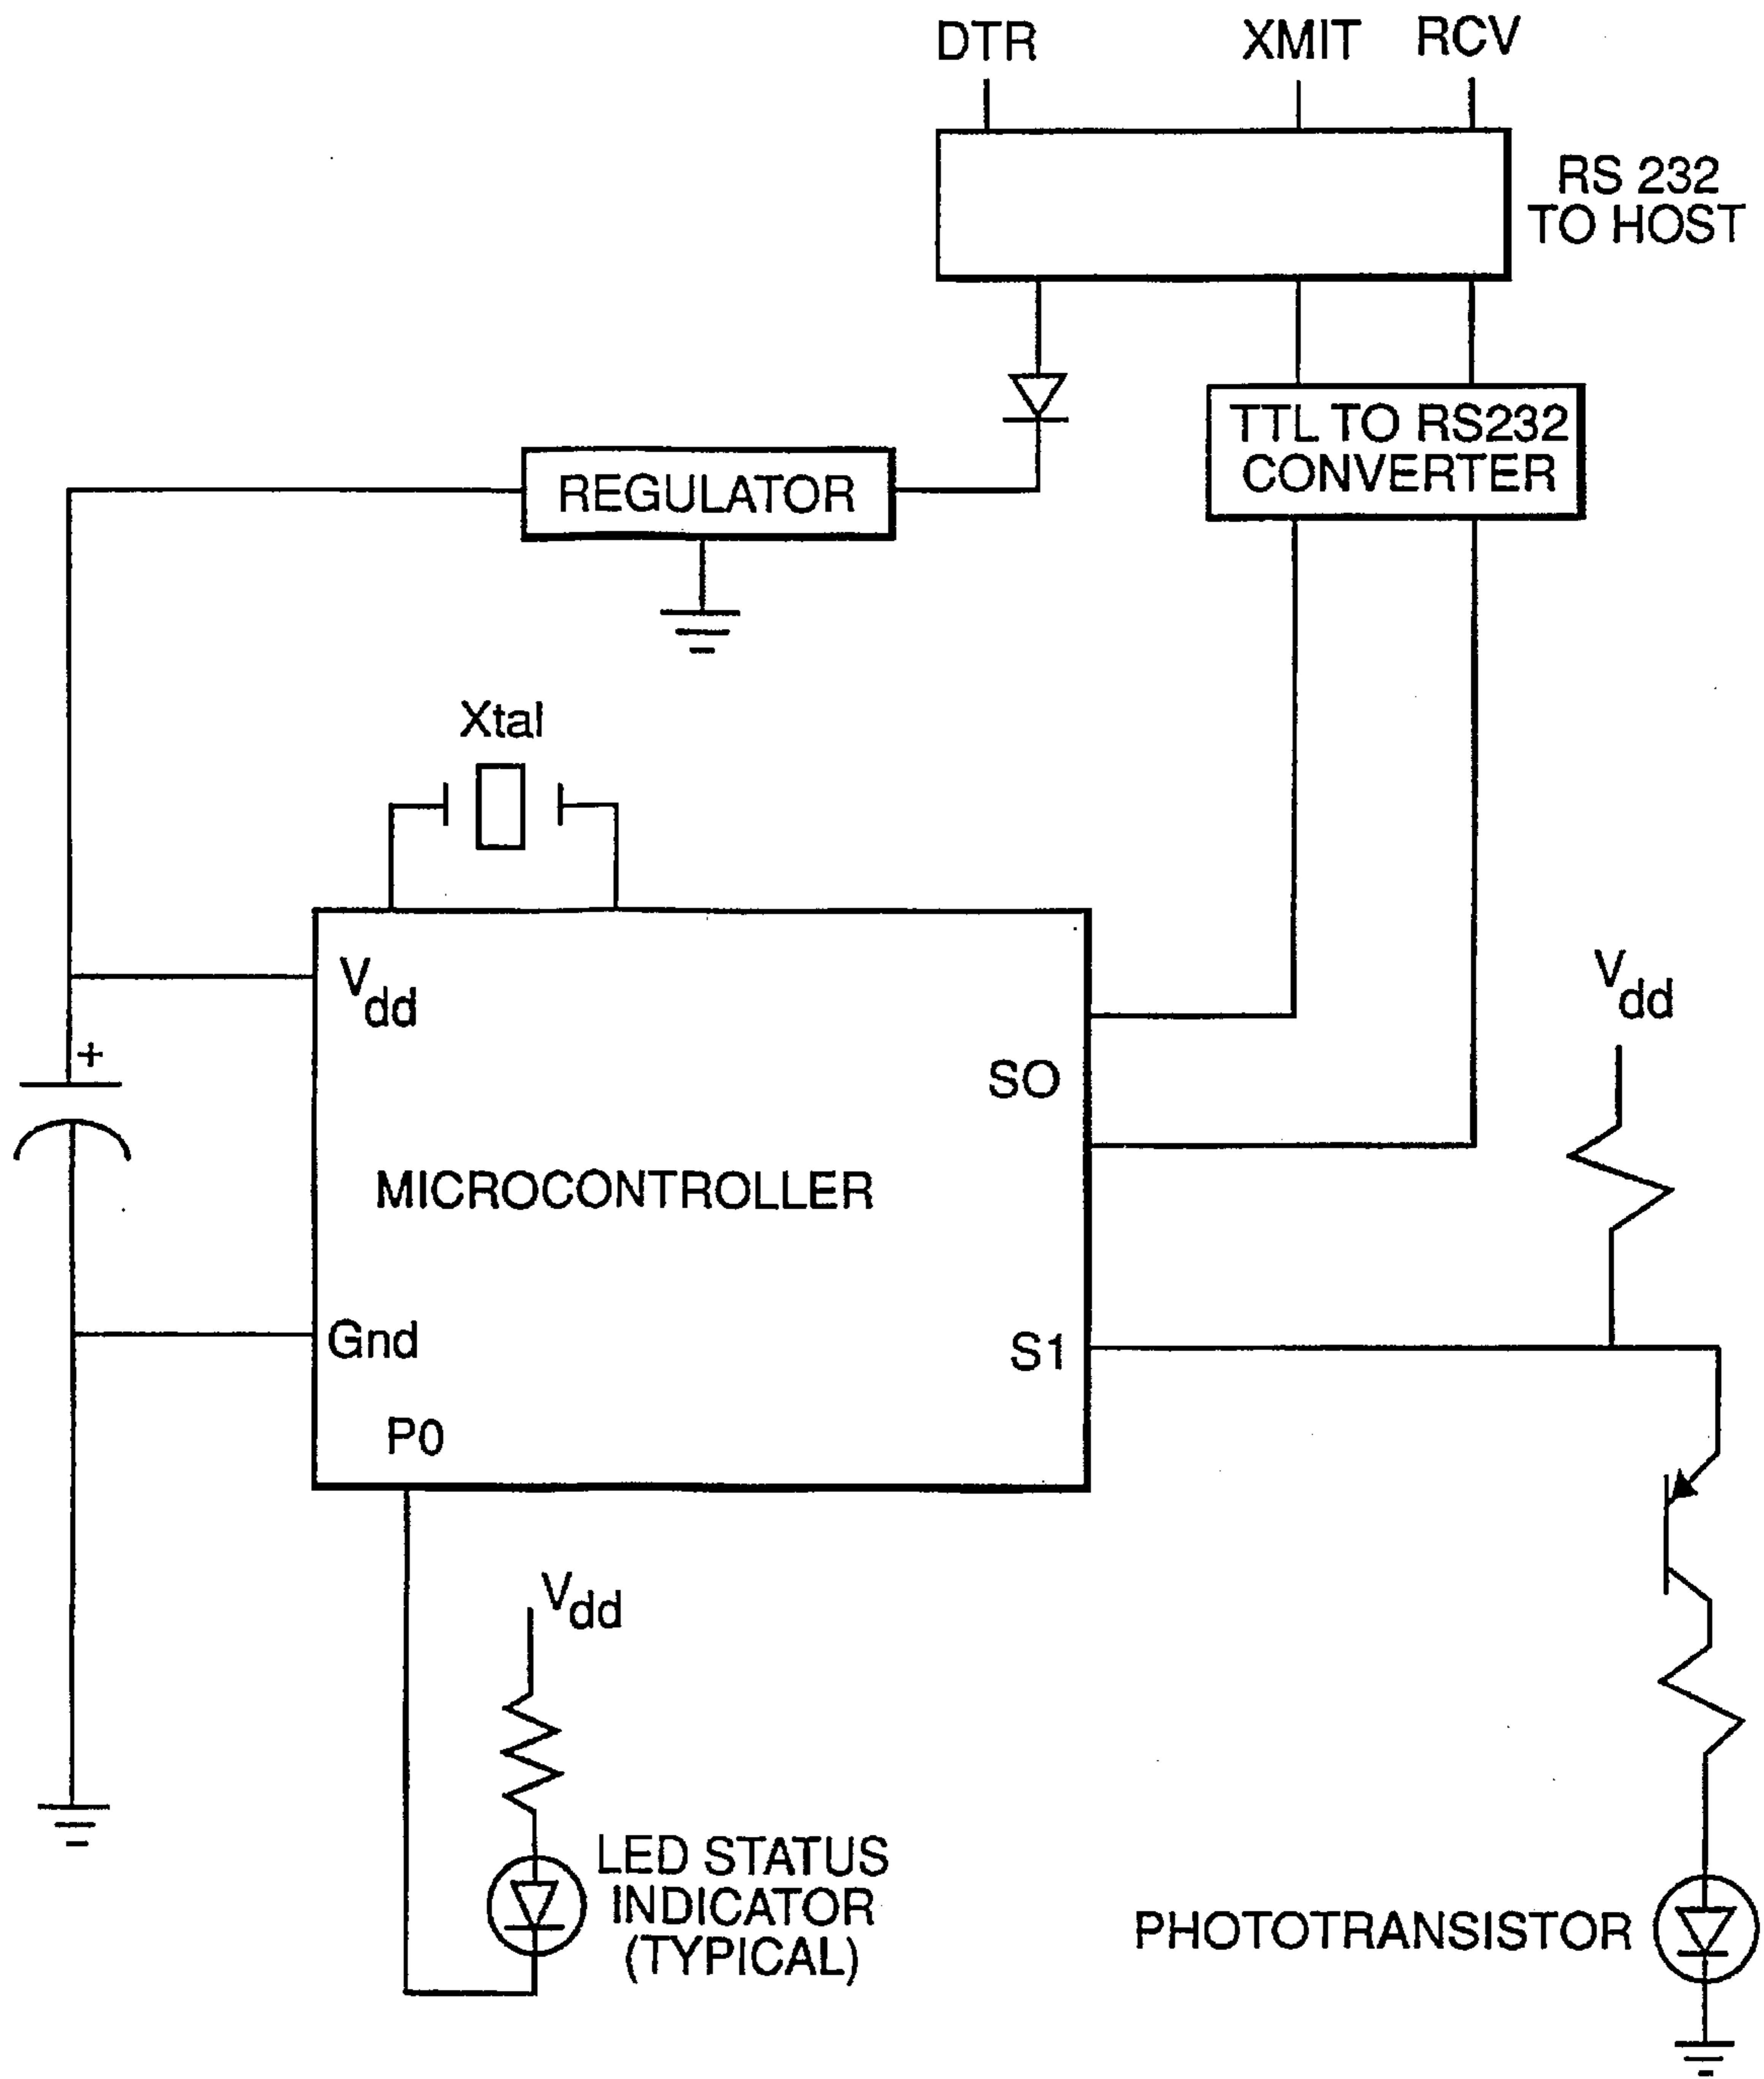 DTR
XMIT
RCV
RS 232
TO HOST
TTL TO RS232
CONVERTER
REGULATOR
Xtal
Vdd
+
SO
Vdd
MICROCONTROLLER
Gnd
S1
P0
Vdd
LED STATUS
INDICATOR
(TYPICAL)
PHOTOTRANSISTOR